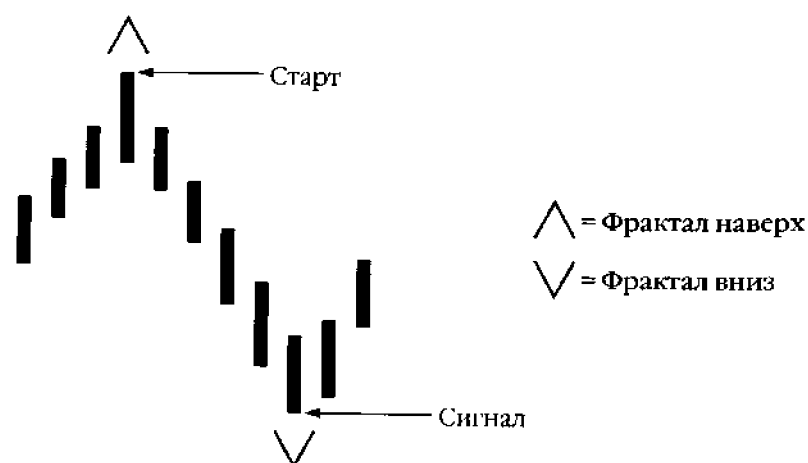 Старт
= Фрактал наверх
= Фрактал вниз
Сигнал